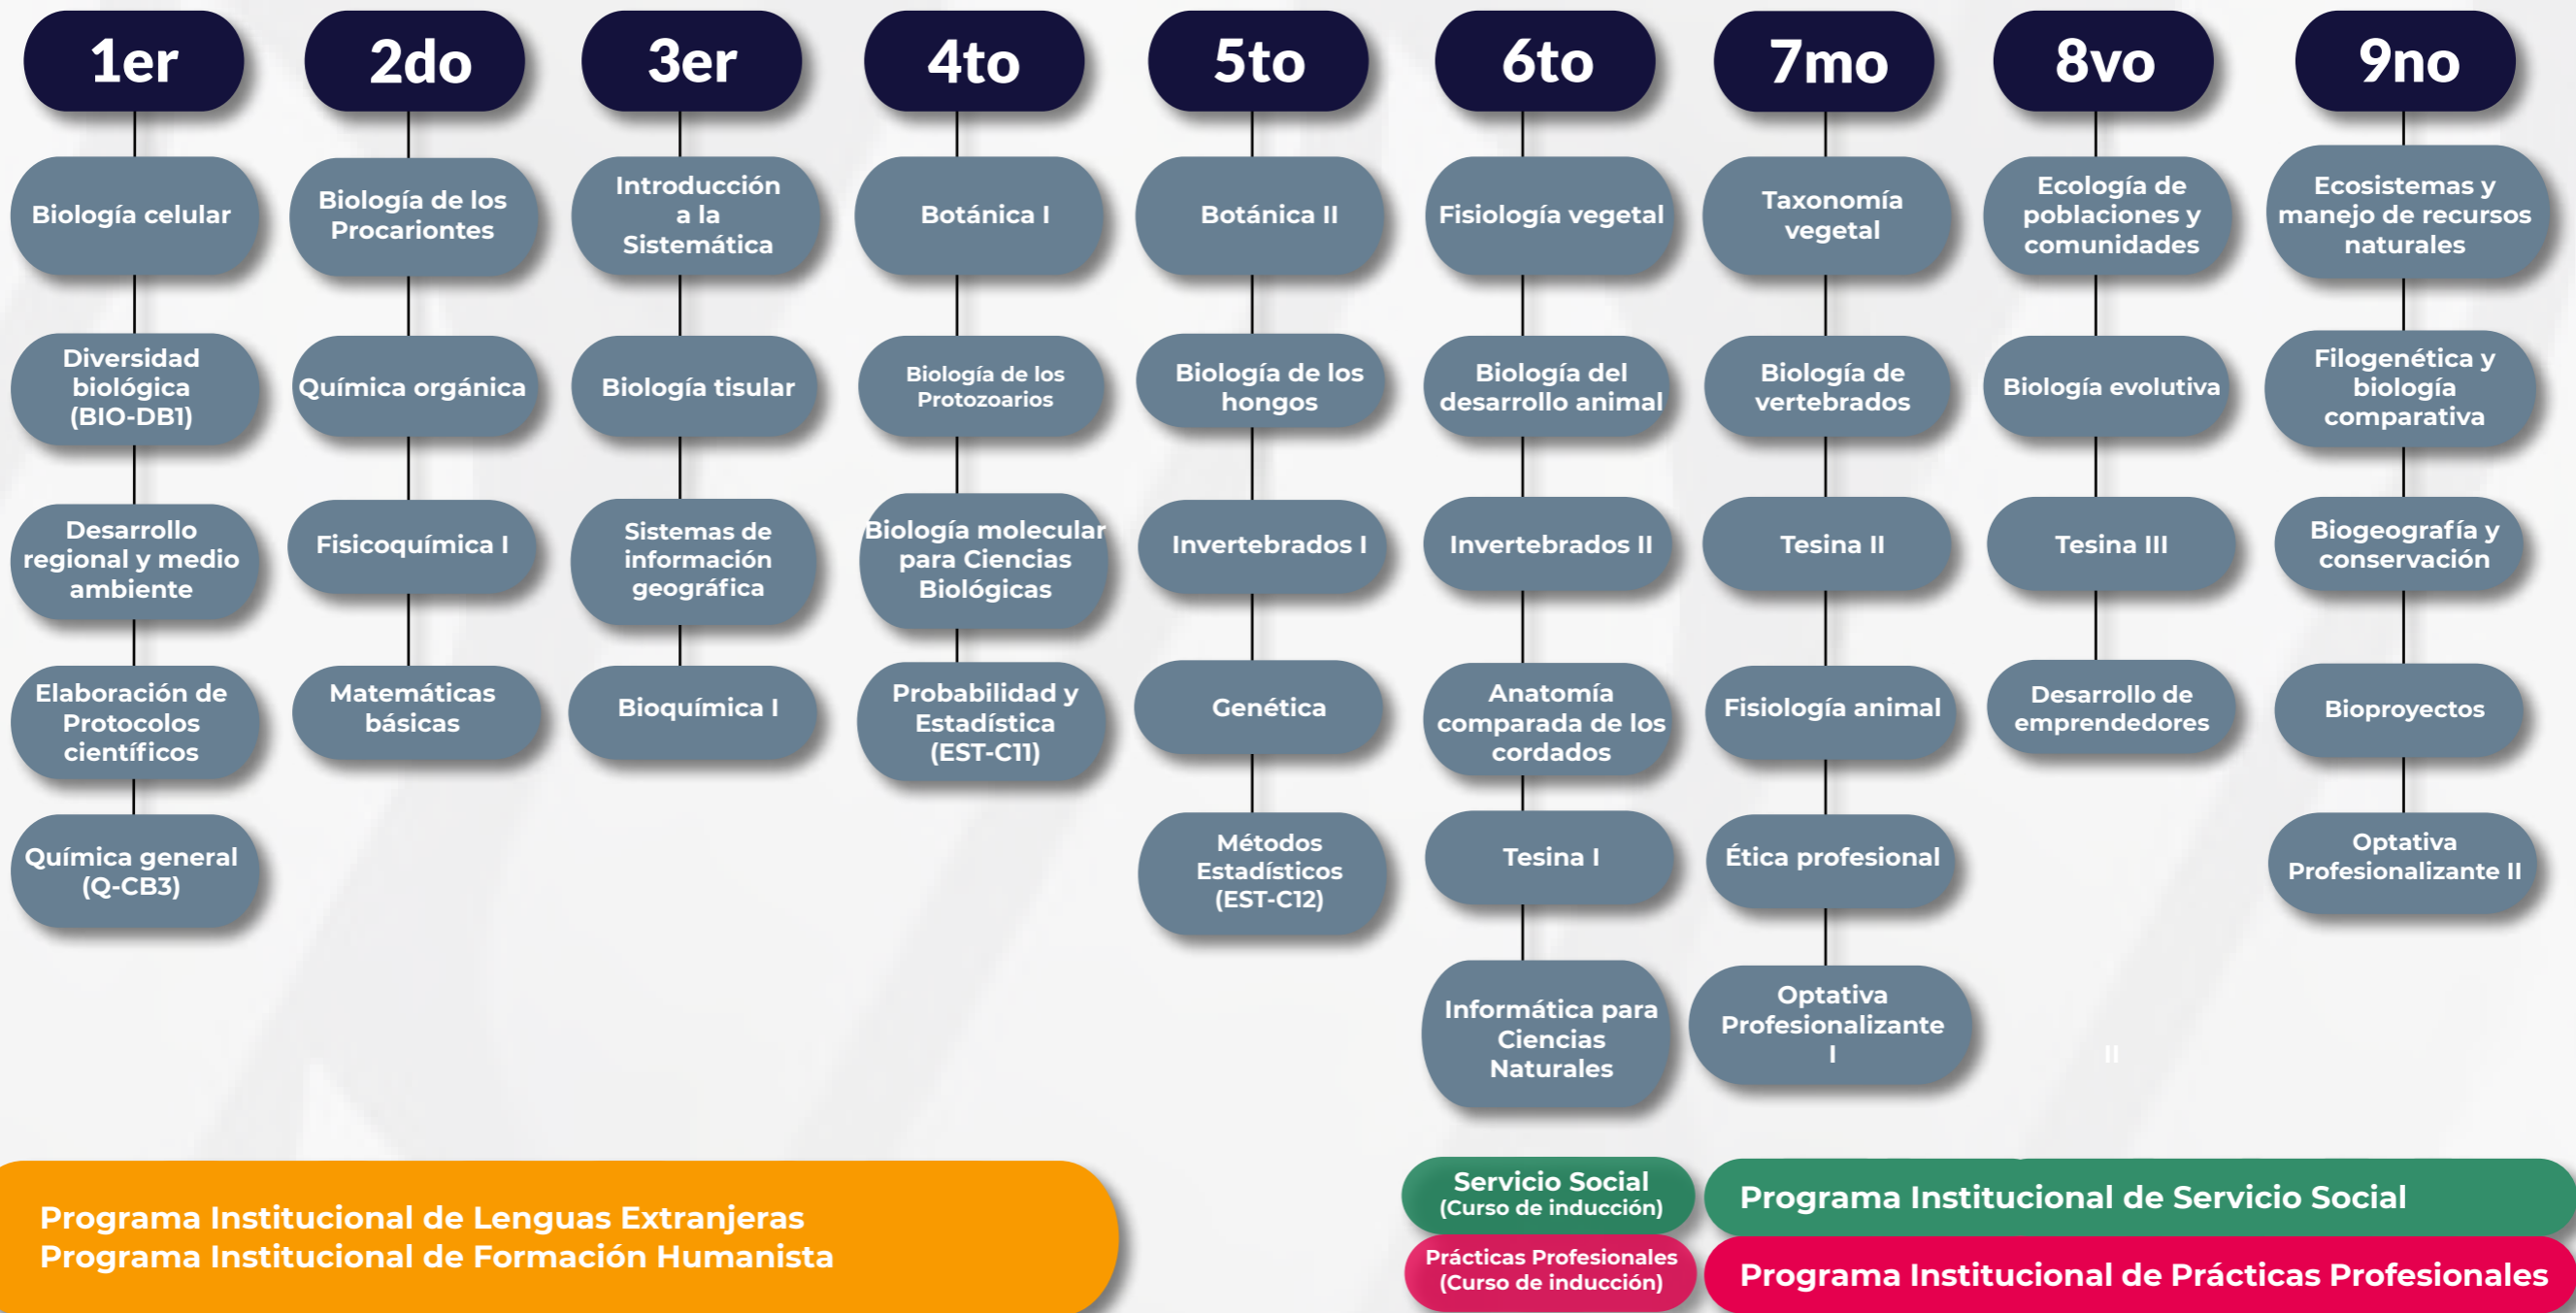 1er
2do
3er
4to
5to
6to
7mo
8vo
9no
Biología celular
Diversidad
biológica
(BIO-DB1)
Desarrollo
regional y medio
ambiente
Elaboración de
Protocolos
científicos
Química general
(Q-CB3)
Biología de los
Procariontes
Química orgánica
Fisicoquímica I
Matemáticas
básicas
Introducción
a la
Sistemática
Biología tisular
Sistemas de
información
geográfica
Bioquímica I
Botánica I
Biología de los
Protozoarios
Biología molecular
para Ciencias
Biológicas
Probabilidad y
Estadística
(EST-C11)
Botánica II
Biología de los
hongos
Invertebrados I
Genética
Métodos
Estadísticos
(EST-C12)
Fisiología vegetal
Biología del
desarrollo animal
Invertebrados II
Anatomía
comparada de los
cordados
Tesina I
Informática para
Ciencias
Naturales
Taxonomía
vegetal
Biología de
vertebrados
Tesina II
Fisiología animal
Ética profesional
Optativa
Profesionalizante
I
Ecología de
poblaciones y
comunidades
Biología evolutiva
Tesina III
Desarrollo de
emprendedores
II
Ecosistemas y
manejo de recursos
naturales
Filogenética y
biología
comparativa
Biogeografía y
conservación
Bioproyectos
Optativa
Profesionalizante II
Programa Institucional de Lenguas Extranjeras
Programa Institucional de Formación Humanista
Servicio Social
(Curso de inducción)
Programa Institucional de Servicio Social
Prácticas Profesionales
(Curso de inducción)
Programa Institucional de Prácticas Profesionales